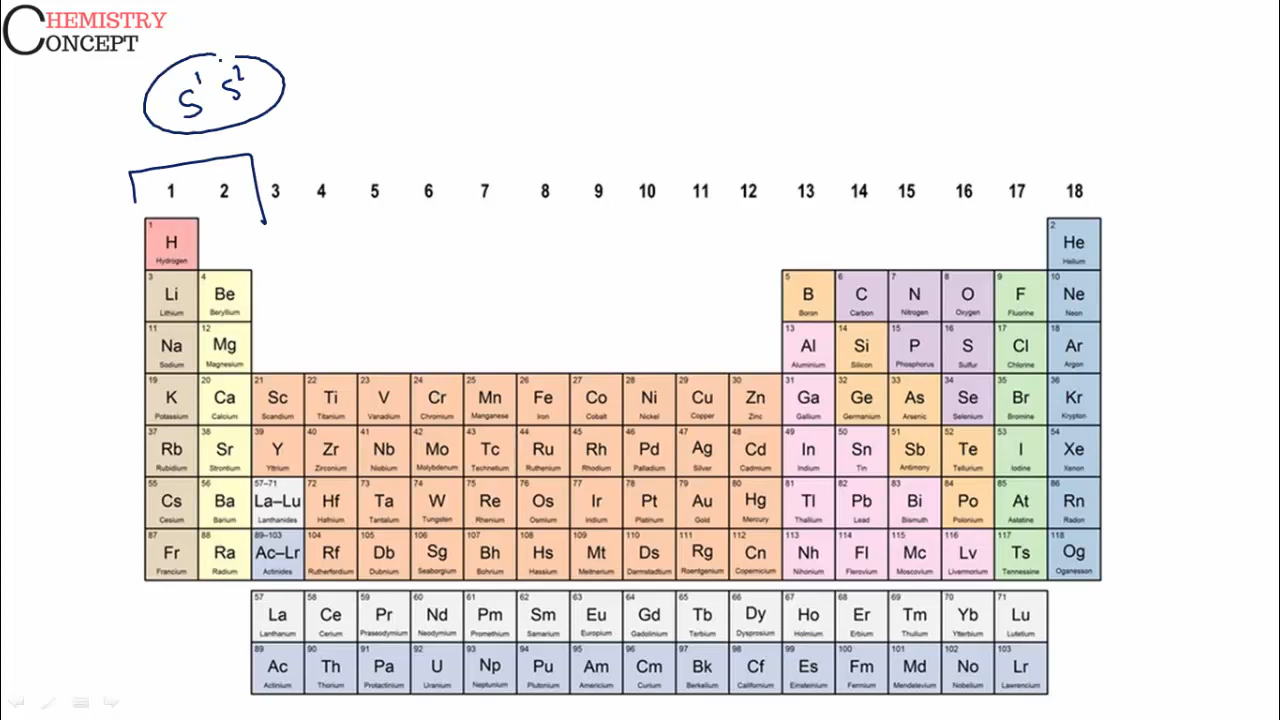 CHEMISTRY
CONCEPT
S¹ S²
1 2 3 4 5 6 7 8 9 10 11 12 13 14 15 16 17 18
1 2
H He
Hydrogen Helium
3 4 5 6 7 8 9 10
Li Be B C N O F Ne
Lithium Beryllium Boron Carbon Nitrogen Oxygen Fluorine Neon
11 12 13 14 15 16 17 18
Na Mg Al Si P S Cl Ar
Sodium Magnesium Aluminium Silicon Phosphorus Sulfur Chlorine Argon
19 20 21 22 23 24 25 26 27 28 29 30 31 32 33 34 35 36
K Ca Sc Ti V Cr Mn Fe Co Ni Cu Zn Ga Ge As Se Br Kr
Potassium Calcium Scandium Titanium Vanadium Chromium Manganese Iron Cobalt Nickel Copper Zinc Gallium Germanium Arsenic Selenium Bromine Krypton
37 38 39 40 41 42 43 44 45 46 47 48 49 50 51 52 53 54
Rb Sr Y Zr Nb Mo Tc Ru Rh Pd Ag Cd In Sn Sb Te I Xe
Rubidium Strontium Yttrium Zirconium Niobium Molybdenum Technetium Ruthenium Rhodium Palladium Silver Cadmium Indium Tin Antimony Tellurium Iodine Xenon
55 56 57–71 72 73 74 75 76 77 78 79 80 81 82 83 84 85 86
Cs Ba La–Lu Hf Ta W Re Os Ir Pt Au Hg Tl Pb Bi Po At Rn
Cesium Barium Lanthanides Hafnium Tantalum Tungsten Rhenium Osmium Iridium Platinum Gold Mercury Thallium Lead Bismuth Polonium Astatine Radon
87 88 89–103 104 105 106 107 108 109 110 111 112 113 114 115 116 117 118
Fr Ra Ac–Lr Rf Db Sg Bh Hs Mt Ds Rg Cn Nh Fl Mc Lv Ts Og
Francium Radium Actinides Rutherfordium Dubnium Seaborgium Bohrium Hassium Meitnerium Darmstadtium Roentgenium Copernicium Nihonium Flerovium Moscovium Livermorium Tennessine Oganesson
57 58 59 60 61 62 63 64 65 66 67 68 69 70 71
La Ce Pr Nd Pm Sm Eu Gd Tb Dy Ho Er Tm Yb Lu
Lanthanum Cerium Praseodymium Neodymium Promethium Samarium Europium Gadolinium Terbium Dysprosium Holmium Erbium Thulium Ytterbium Lutetium
89 90 91 92 93 94 95 96 97 98 99 100 101 102 103
Ac Th Pa U Np Pu Am Cm Bk Cf Es Fm Md No Lr
Actinium Thorium Protactinium Uranium Neptunium Plutonium Americium Curium Berkelium Californium Einsteinium Fermium Mendelevium Nobelium Lawrencium